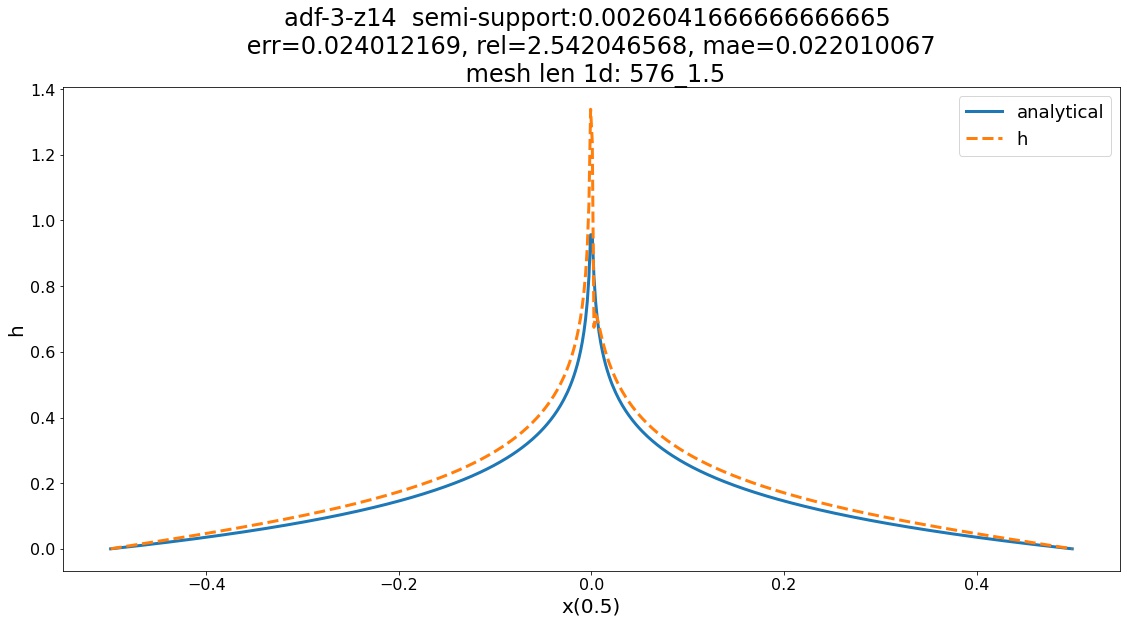 adf-3-z14  semi-support:0.0026041666666666665
err=0.024012169, rel=2.542046568, mae=0.022010067
mesh len 1d: 576_1.5
1.4
1.2
1.0
0.8
0.6
0.4
0.2
0.0
h
analytical
h
−0.4
−0.2
0.0
0.2
0.4
x(0.5)